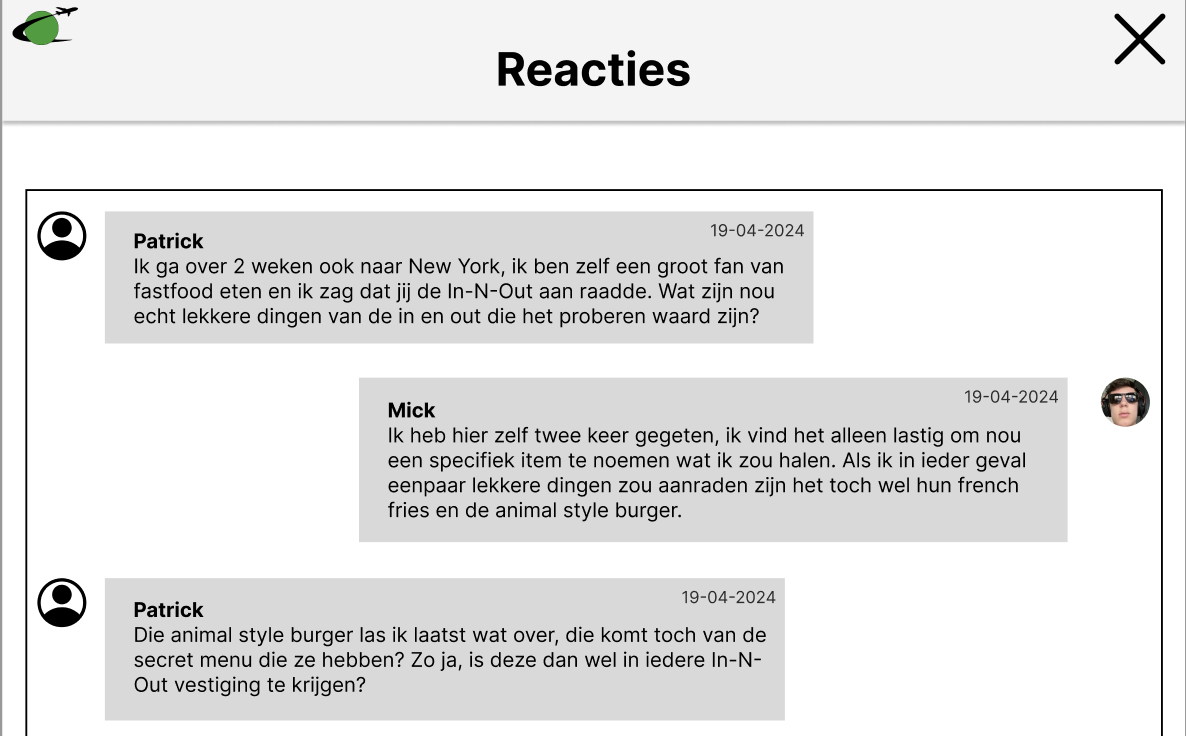 Reacties
Patrick
19-04-2024
Ik ga over 2 weken ook naar New York, ik ben zelf een groot fan van
fastfood eten en ik zag dat jij de In-N-Out aan raadde. Wat zijn nou
echt lekkere dingen van de in en out die het proberen waard zijn?
Mick
19-04-2024
Ik heb hier zelf twee keer gegeten, ik vind het alleen lastig om nou
een specifiek item te noemen wat ik zou halen. Als ik in ieder geval
eenpaar lekkere dingen zou aanraden zijn het toch wel hun french
fries en de animal style burger.
Patrick
19-04-2024
Die animal style burger las ik laatst wat over, die komt toch van de
secret menu die ze hebben? Zo ja, is deze dan wel in iedere In-N-
Out vestiging te krijgen?